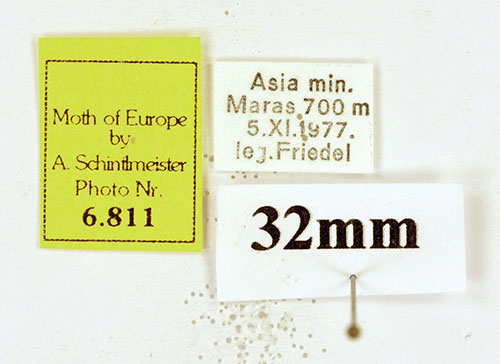 Moth of Europe
by
A. Schintlmeister
Photo Nr.
6.811
Asia min.
Maras 700 m
5.XI.1977.
leg.Friedel
32mm